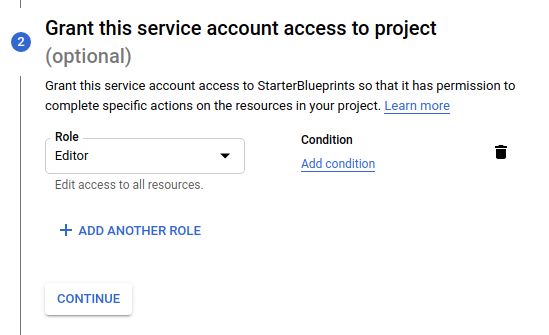 2
Grant this service account access to project
(optional)
Grant this service account access to StarterBlueprints so that it has permission to
complete specific actions on the resources in your project. Learn more
Role
Editor
Edit access to all resources.
Condition
Add condition
ADD ANOTHER ROLE
CONTINUE